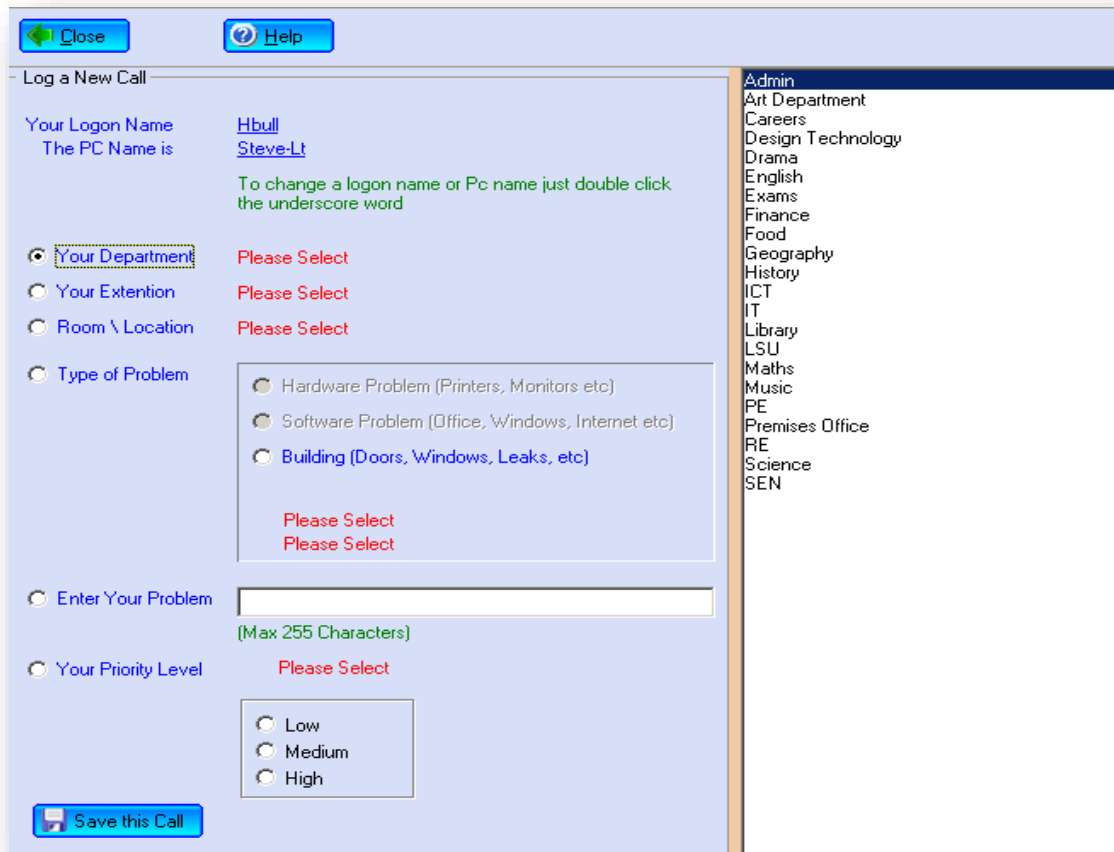 Close
Help
Log a New Call
Your Logon Name Hbull
The PC Name is Steve-Lt
To change a logon name or Pc name just double click
the underscore word
Your Department Please Select
Your Extention Please Select
Room \ Location Please Select
Type of Problem
Hardware Problem (Printers, Monitors etc)
Software Problem (Office, Windows, Internet etc)
Building (Doors, Windows, Leaks, etc)
Please Select
Please Select
Enter Your Problem
(Max 255 Characters)
Your Priority Level Please Select
Low
Medium
High
Save this Call
Admin
Art Department
Careers
Design Technology
Drama
English
Exams
Finance
Food
Geography
History
ICT
IT
Library
LSU
Maths
Music
PE
Premises Office
RE
Science
SEN